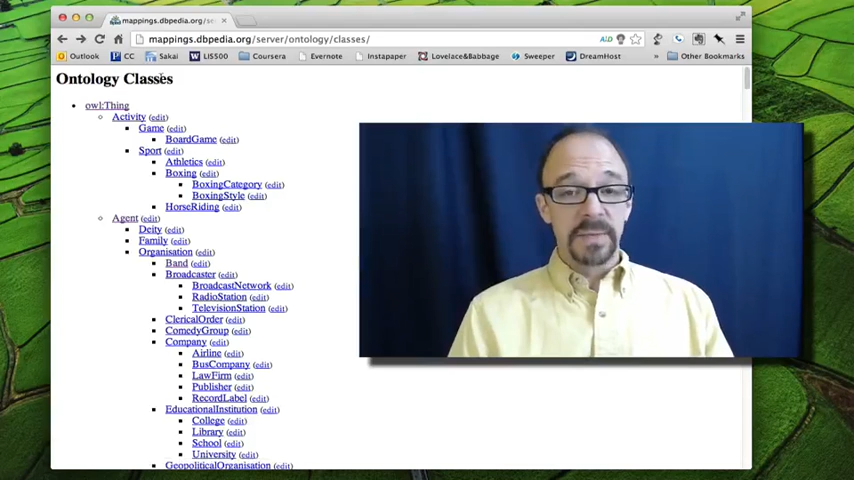 mappings.dbpedia.org/se
mappings.dbpedia.org/server/ontology/classes/
Outlook CC Sakai LIS500 Coursera Evernote Instapaper Lovelace&Babbage Sweeper DreamHost Other Bookmarks
Ontology Classes
owl:Thing
Activity (edit)
Game (edit)
BoardGame (edit)
Sport (edit)
Athletics (edit)
Boxing (edit)
BoxingCategory (edit)
BoxingStyle (edit)
HorseRiding (edit)
Agent (edit)
Deity (edit)
Family (edit)
Organisation (edit)
Band (edit)
Broadcaster (edit)
BroadcastNetwork (edit)
RadioStation (edit)
TelevisionStation (edit)
ClericalOrder (edit)
ComedyGroup (edit)
Company (edit)
Airline (edit)
BusCompany (edit)
LawFirm (edit)
Publisher (edit)
RecordLabel (edit)
EducationalInstitution (edit)
College (edit)
Library (edit)
School (edit)
University (edit)
GeopoliticalOrganisation (edit)